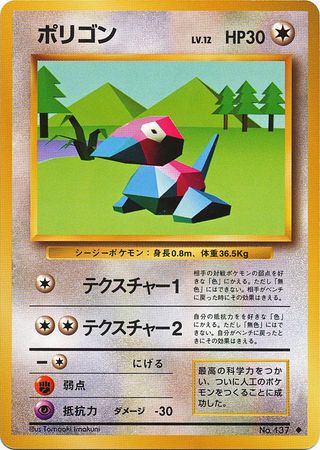 ポリゴン LV.12 HP30
シージーポケモン：身長0.8m、体重36.5Kg
テクスチャー1
相手の対戦ポケモンの弱点を
好きな「色」にかえる。ただし「無
色」にはできない。相手がベンチ
に戻った時にその効果はきえる。
テクスチャー2
自分の抵抗力を好きな「色」に
かえる。ただし「無色」にはで
きない。自分がベンチに戻った
時にその効果はきえる。
にげる
弱点
抵抗力 ダメージ -30
最高の科学力をつか
って、ついに人工のポケ
モンをつくることに成功
した。
Illus Tomoaki Imakuni
No.137